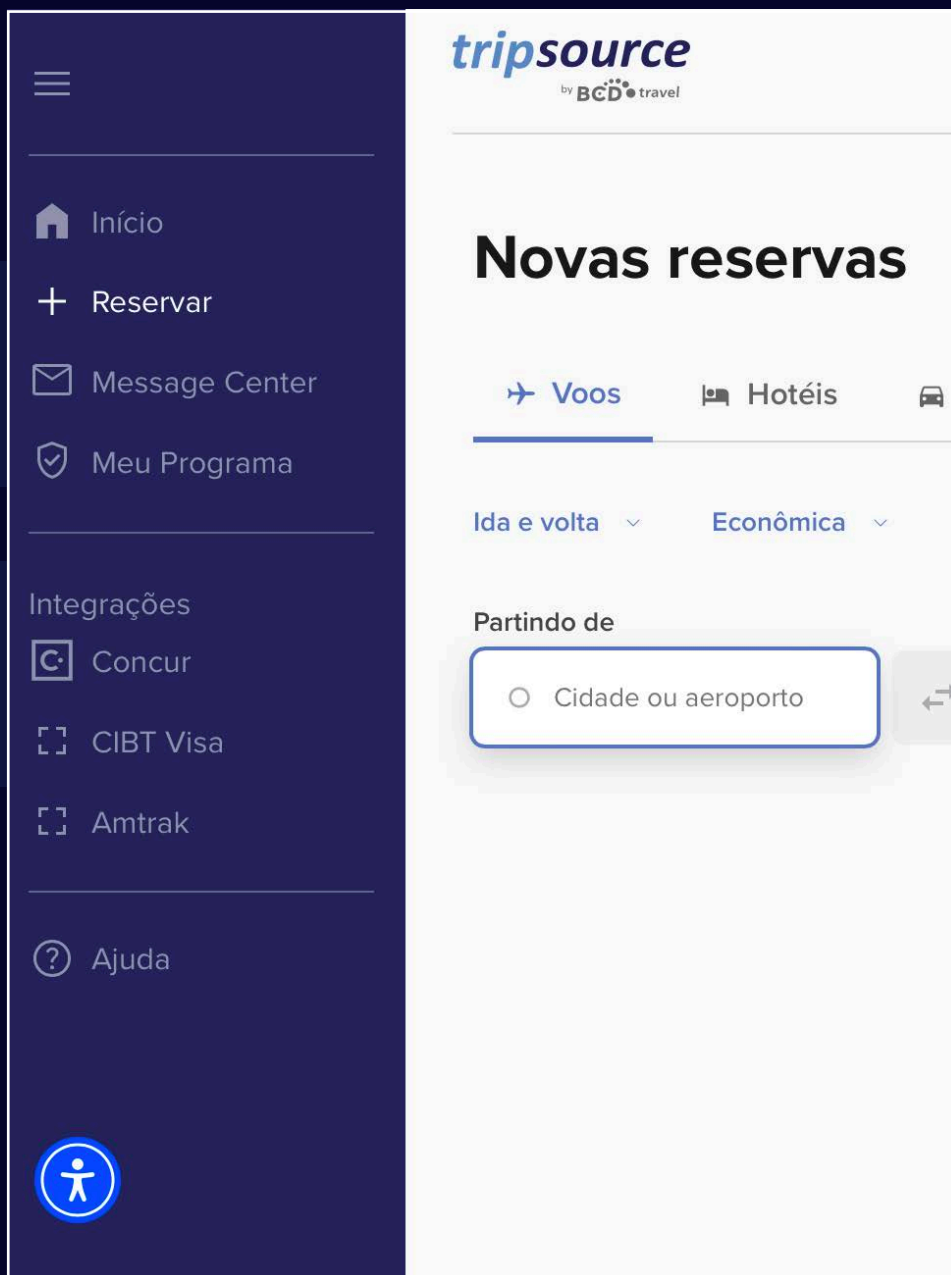 Início
Reservar
Message Center
Meu Programa
Integrações
Concur
CIBT Visa
Amtrak
Ajuda
tripsource
by BCD travel
Novas reservas
Voos
Hotéis
Ida e volta
Econômica
Partindo de
Cidade ou aeroporto